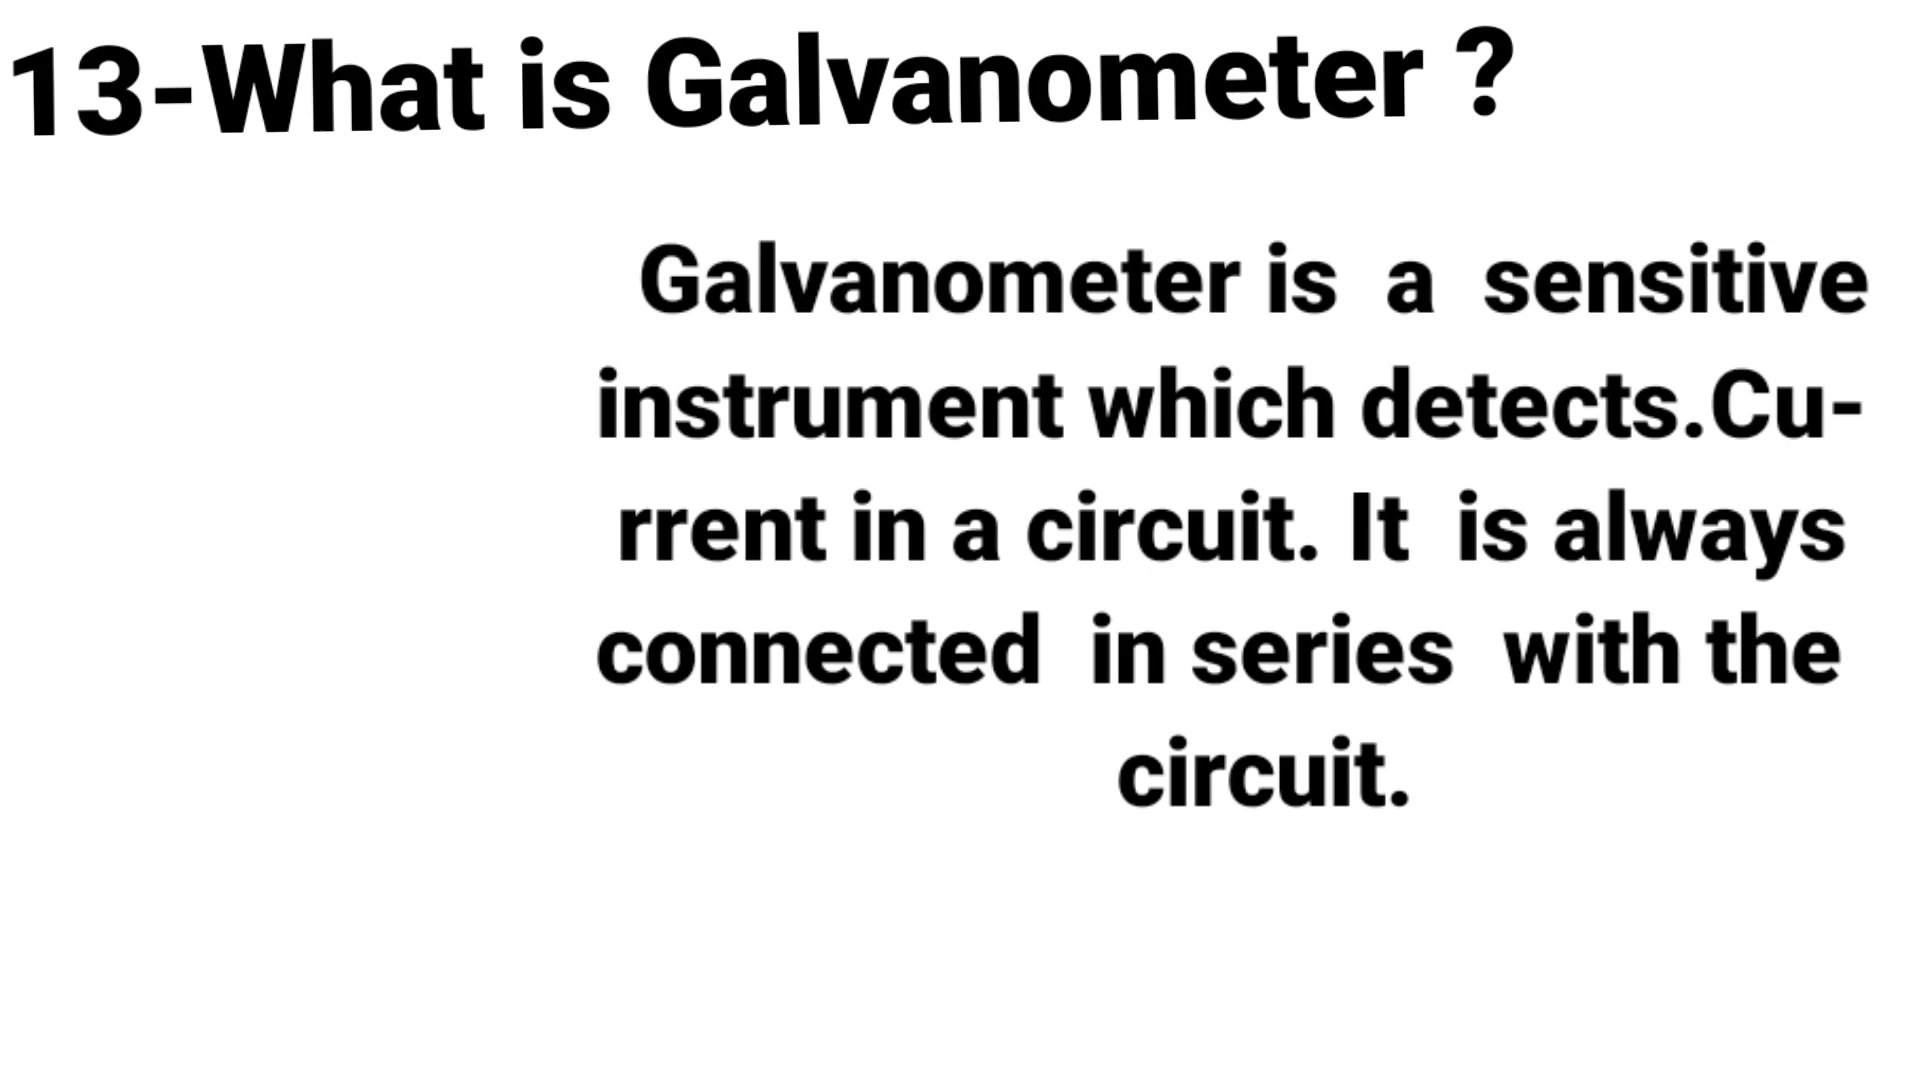 13-What is Galvanometer ?
Galvanometer is a sensitive
instrument which detects.Cu-
rrent in a circuit. It is always
connected in series with the
circuit.